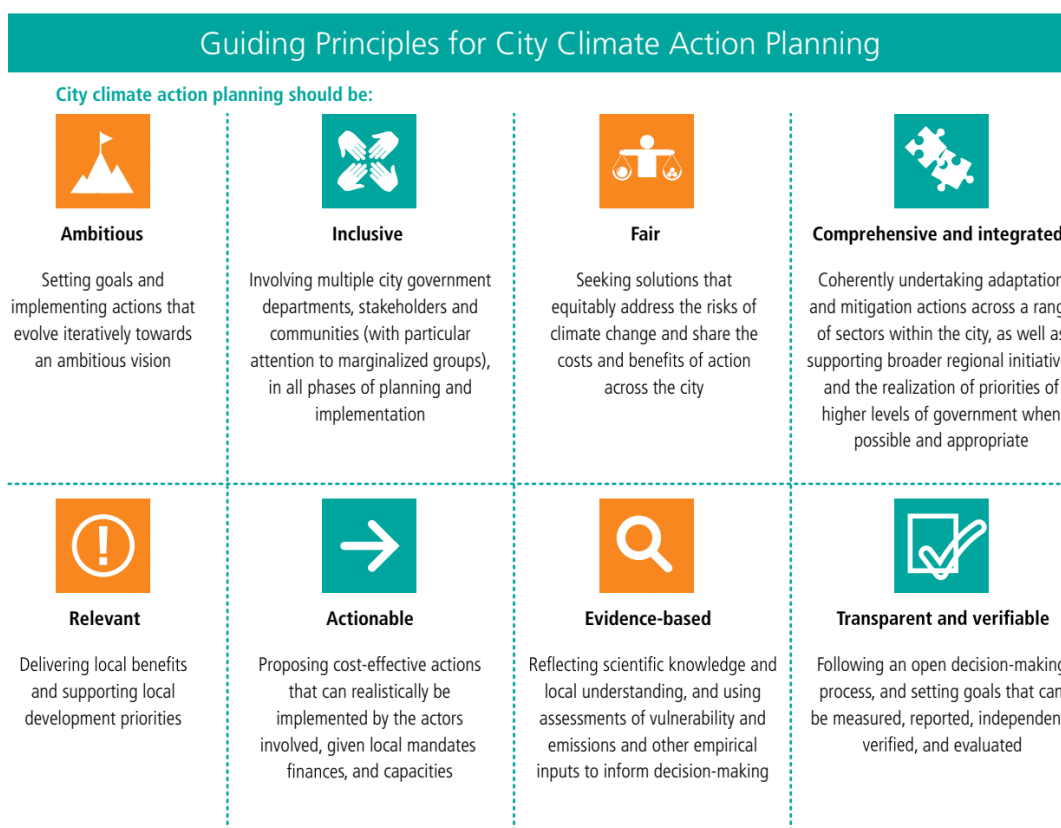 Guiding Principles for City Climate Action Planning
City climate action planning should be:
Ambitious
Setting goals and
implementing actions that
evolve iteratively towards
an ambitious vision
Inclusive
Involving multiple city government
departments, stakeholders and
communities (with particular
attention to marginalized groups),
in all phases of planning and
implementation
Fair
Seeking solutions that
equitably address the risks of
climate change and share the
costs and benefits of action
across the city
Comprehensive and integrated
Coherently undertaking adaptation
and mitigation actions across a rang
of sectors within the city, as well as
supporting broader regional initiativ
and the realization of priorities of
higher levels of government when
possible and appropriate
Relevant
Delivering local benefits
and supporting local
development priorities
Actionable
Proposing cost-effective actions
that can realistically be
implemented by the actors
involved, given local mandates
finances, and capacities
Evidence-based
Reflecting scientific knowledge and
local understanding, and using
assessments of vulnerability and
emissions and other empirical
inputs to inform decision-making
Transparent and verifiable
Following an open decision-making
process, and setting goals that can
be measured, reported, independen
verified, and evaluated